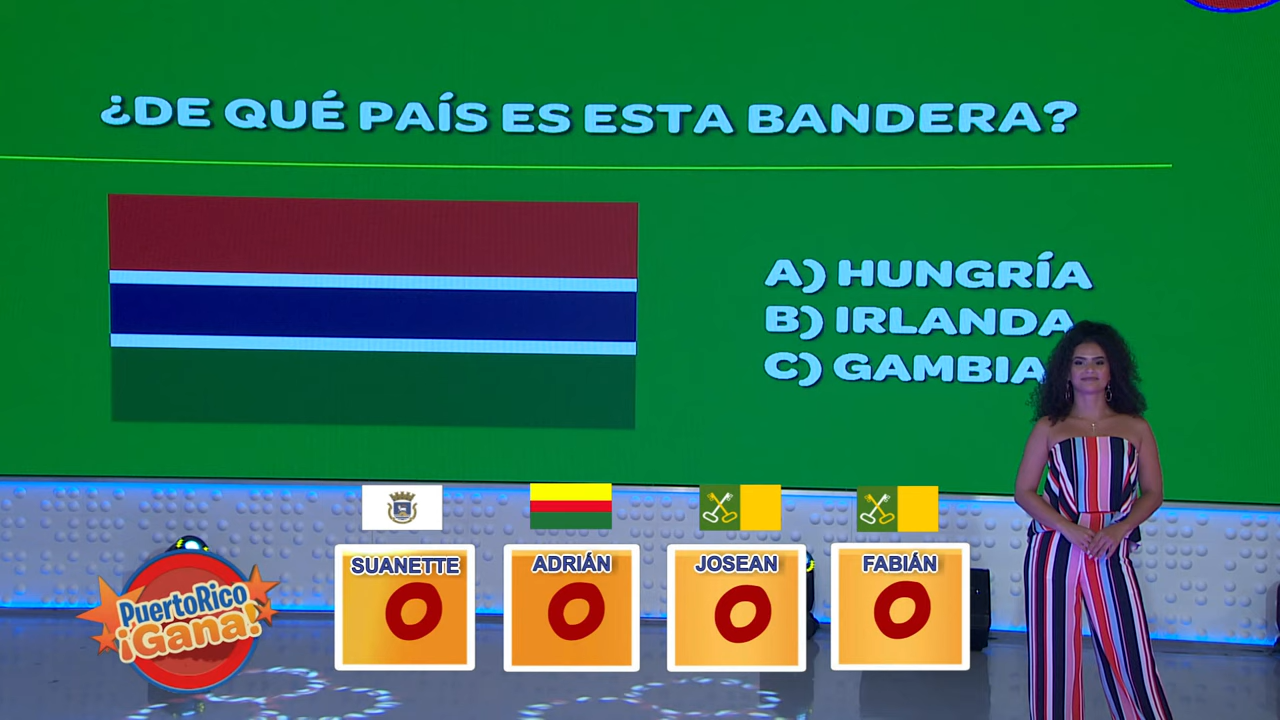 ¿DE QUÉ PAÍS ES ESTA BANDERA?
A) HUNGRÍA
B) IRLANDA
C) GAMBIA
SUANETTE
ADRIÁN
JOSEAN
FABIÁN
0
0
0
0
PuertoRico
¡Gana!